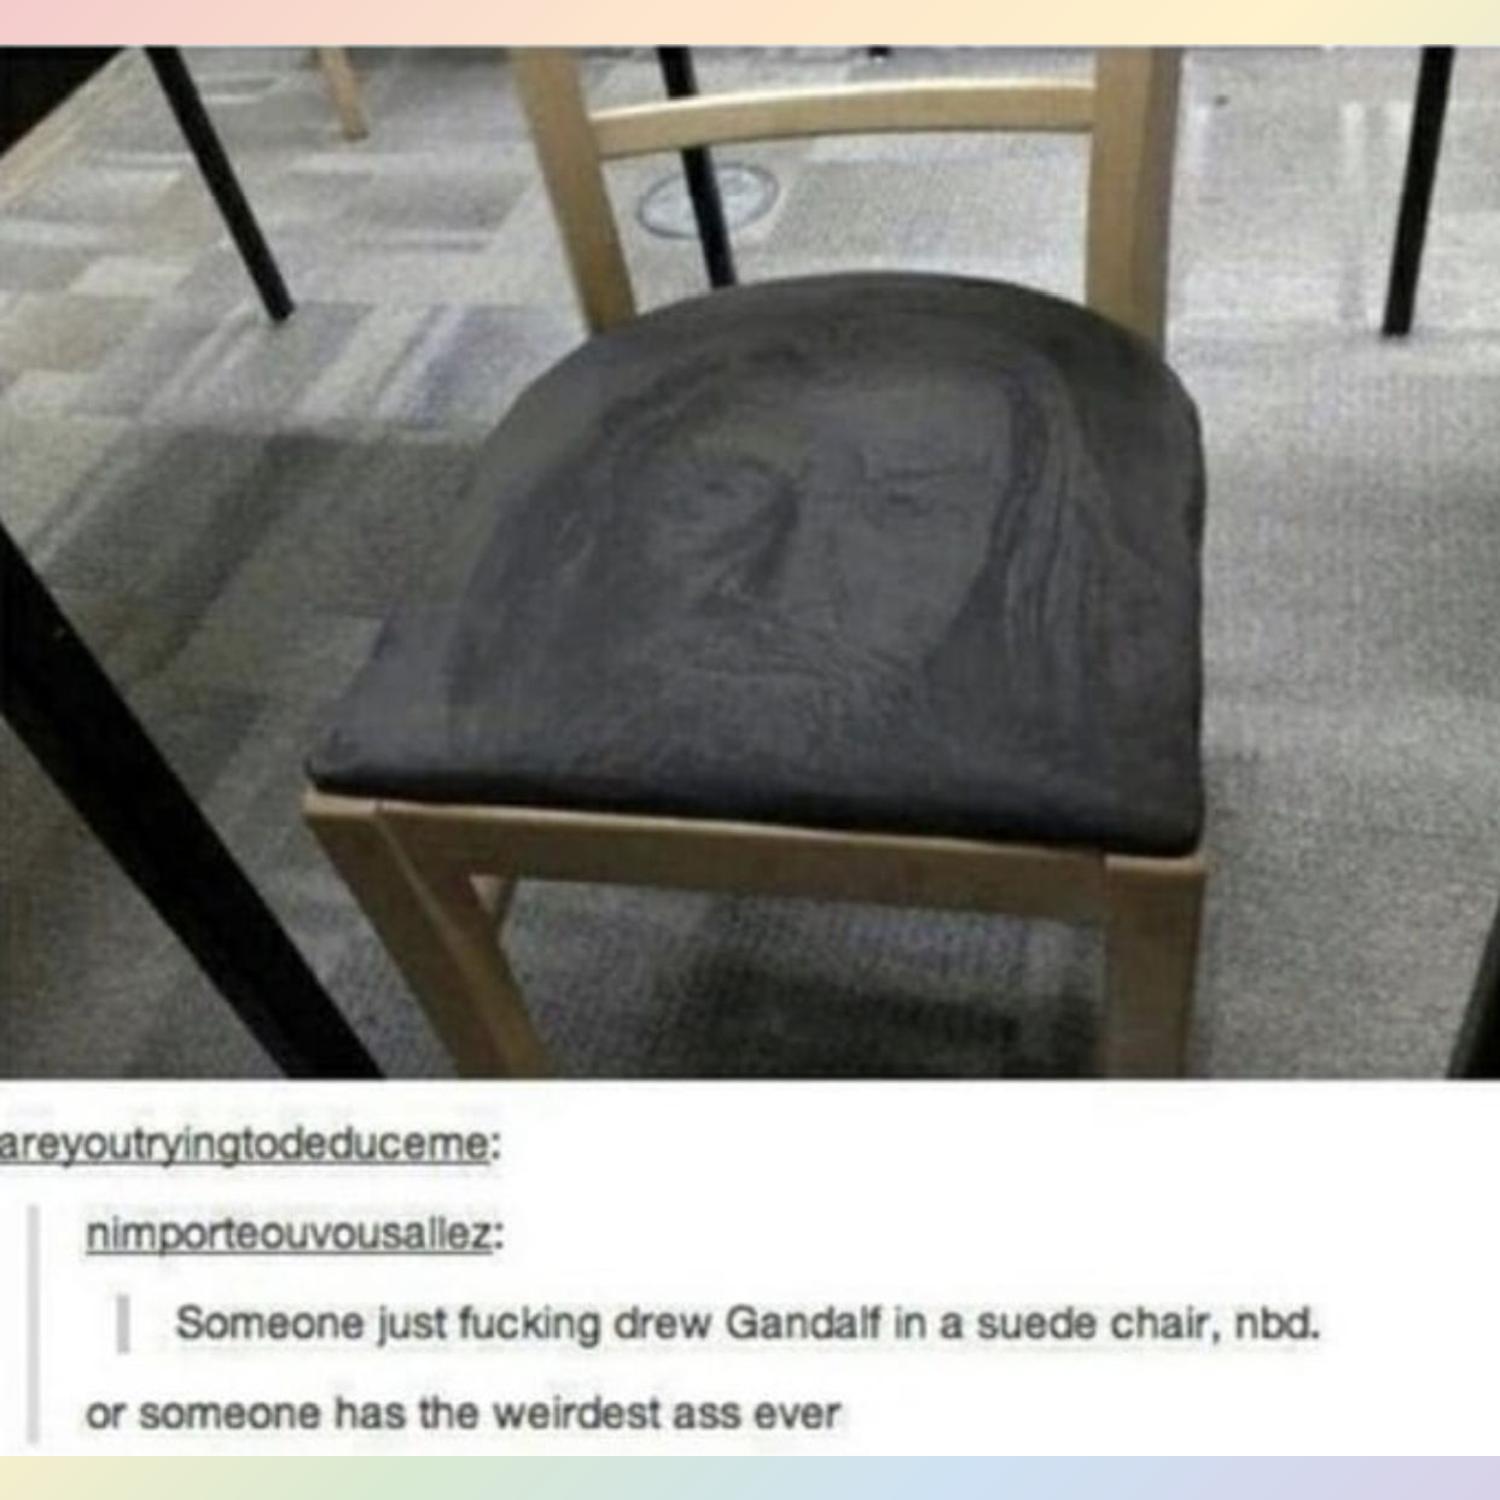 areyoutryingtodeduceme:
nimporteouvousallez:
Someone just fucking drew Gandalf in a suede chair, nbd.
or someone has the weirdest ass ever